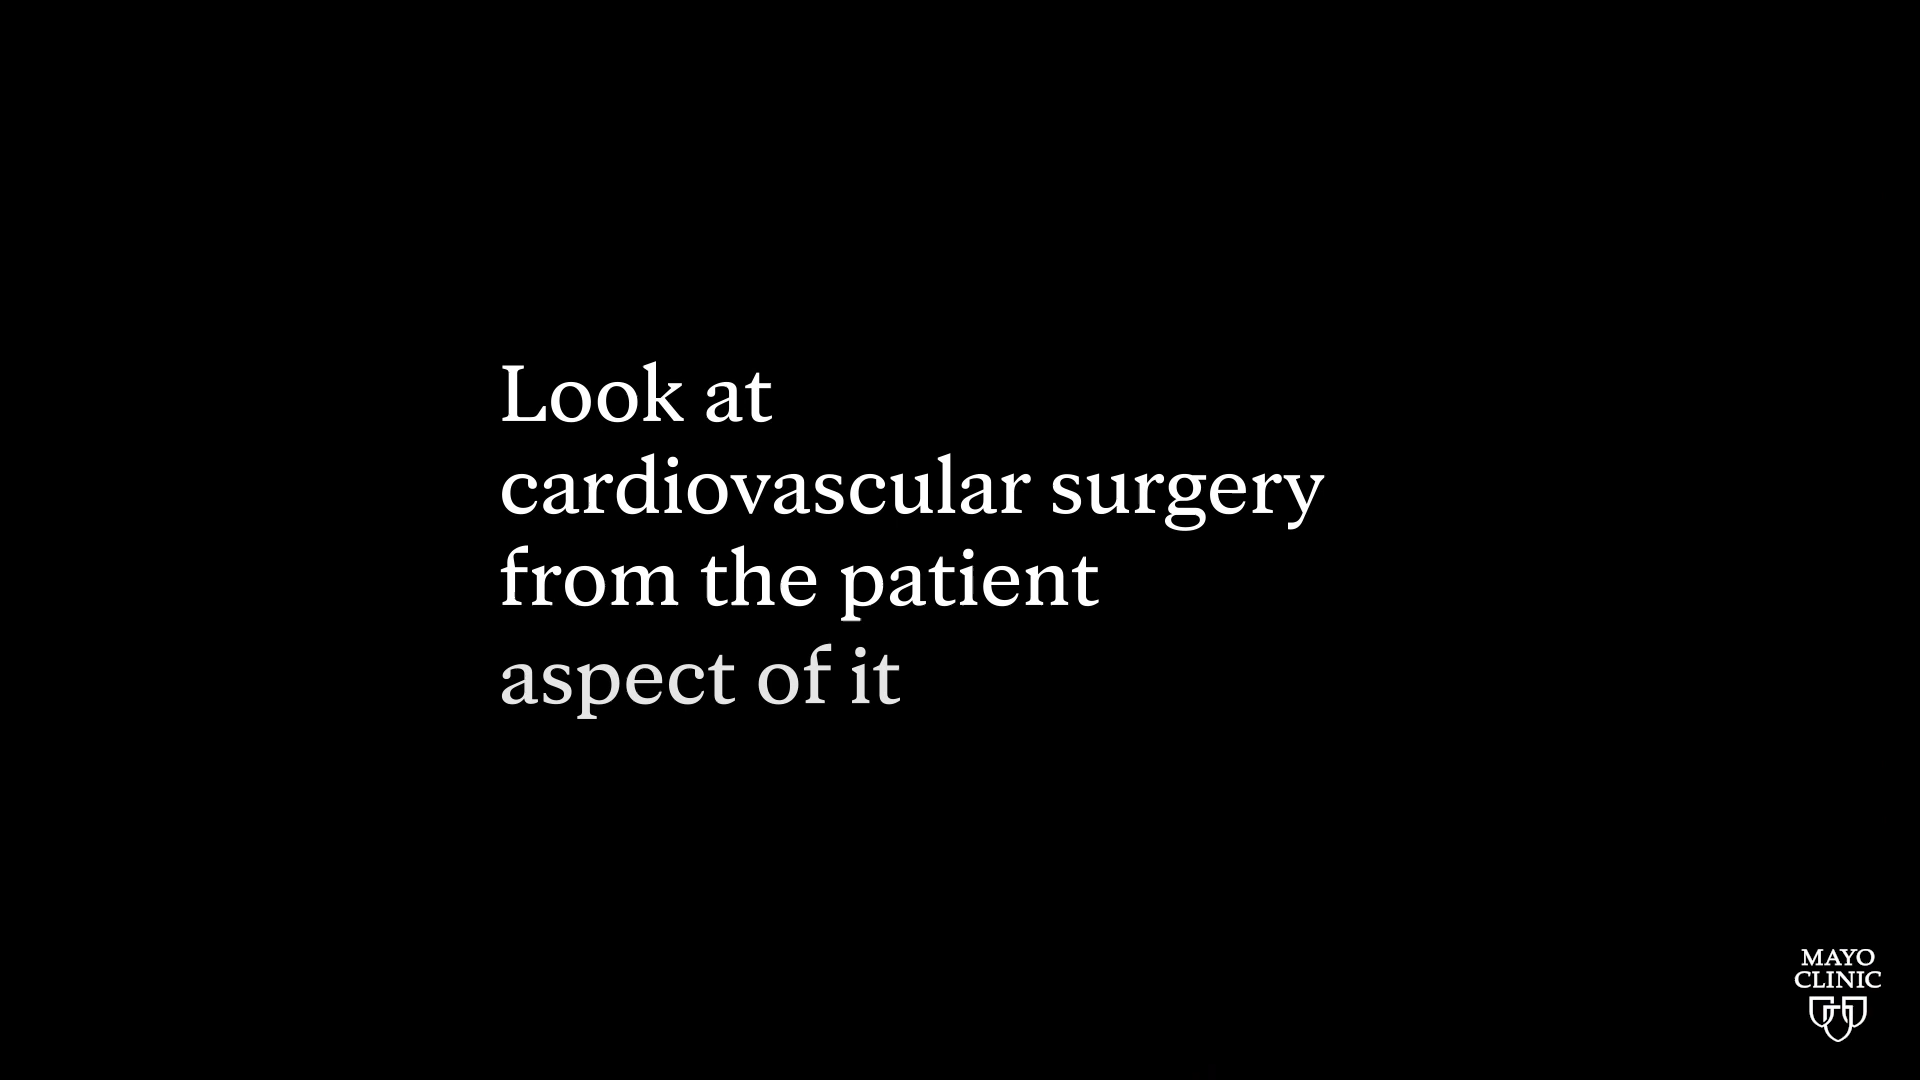 Look at
cardiovascular surgery
from the patient
aspect of it
MAYO
CLINIC